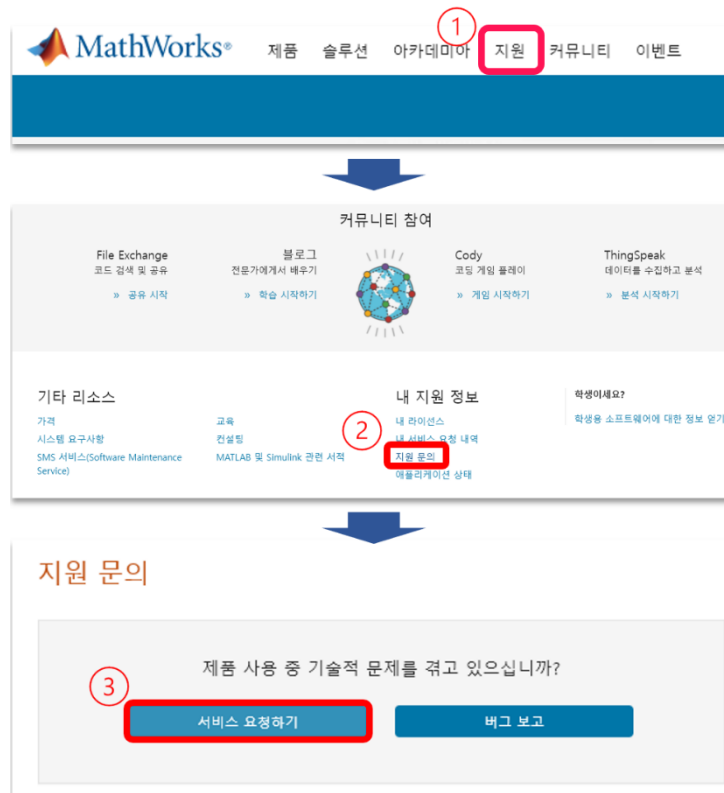 ①
MathWorks® 제품 솔루션 아카데미아 지원 커뮤니티 이벤트
커뮤니티 참여
File Exchange
코드 검색 및 공유
» 공유 시작
블로그
전문가에게서 배우기
» 학습 시작하기
Cody
코딩 게임 플레이
» 게임 시작하기
ThingSpeak
데이터를 수집하고 분석
» 분석 시작하기
기타 리소스
가격
시스템 요구사항
SMS 서비스(Software Maintenance
Service)
교육
컨설팅
MATLAB 및 Simulink 관련 서적
②
내 지원 정보
내 라이선스
내 서비스 요청 내역
지원 문의
애플리케이션 상태
학생이세요?
학생용 소프트웨어에 대한 정보 얻기
지원 문의
제품 사용 중 기술적 문제를 겪고 있으십니까?
③
서비스 요청하기
버그 보고